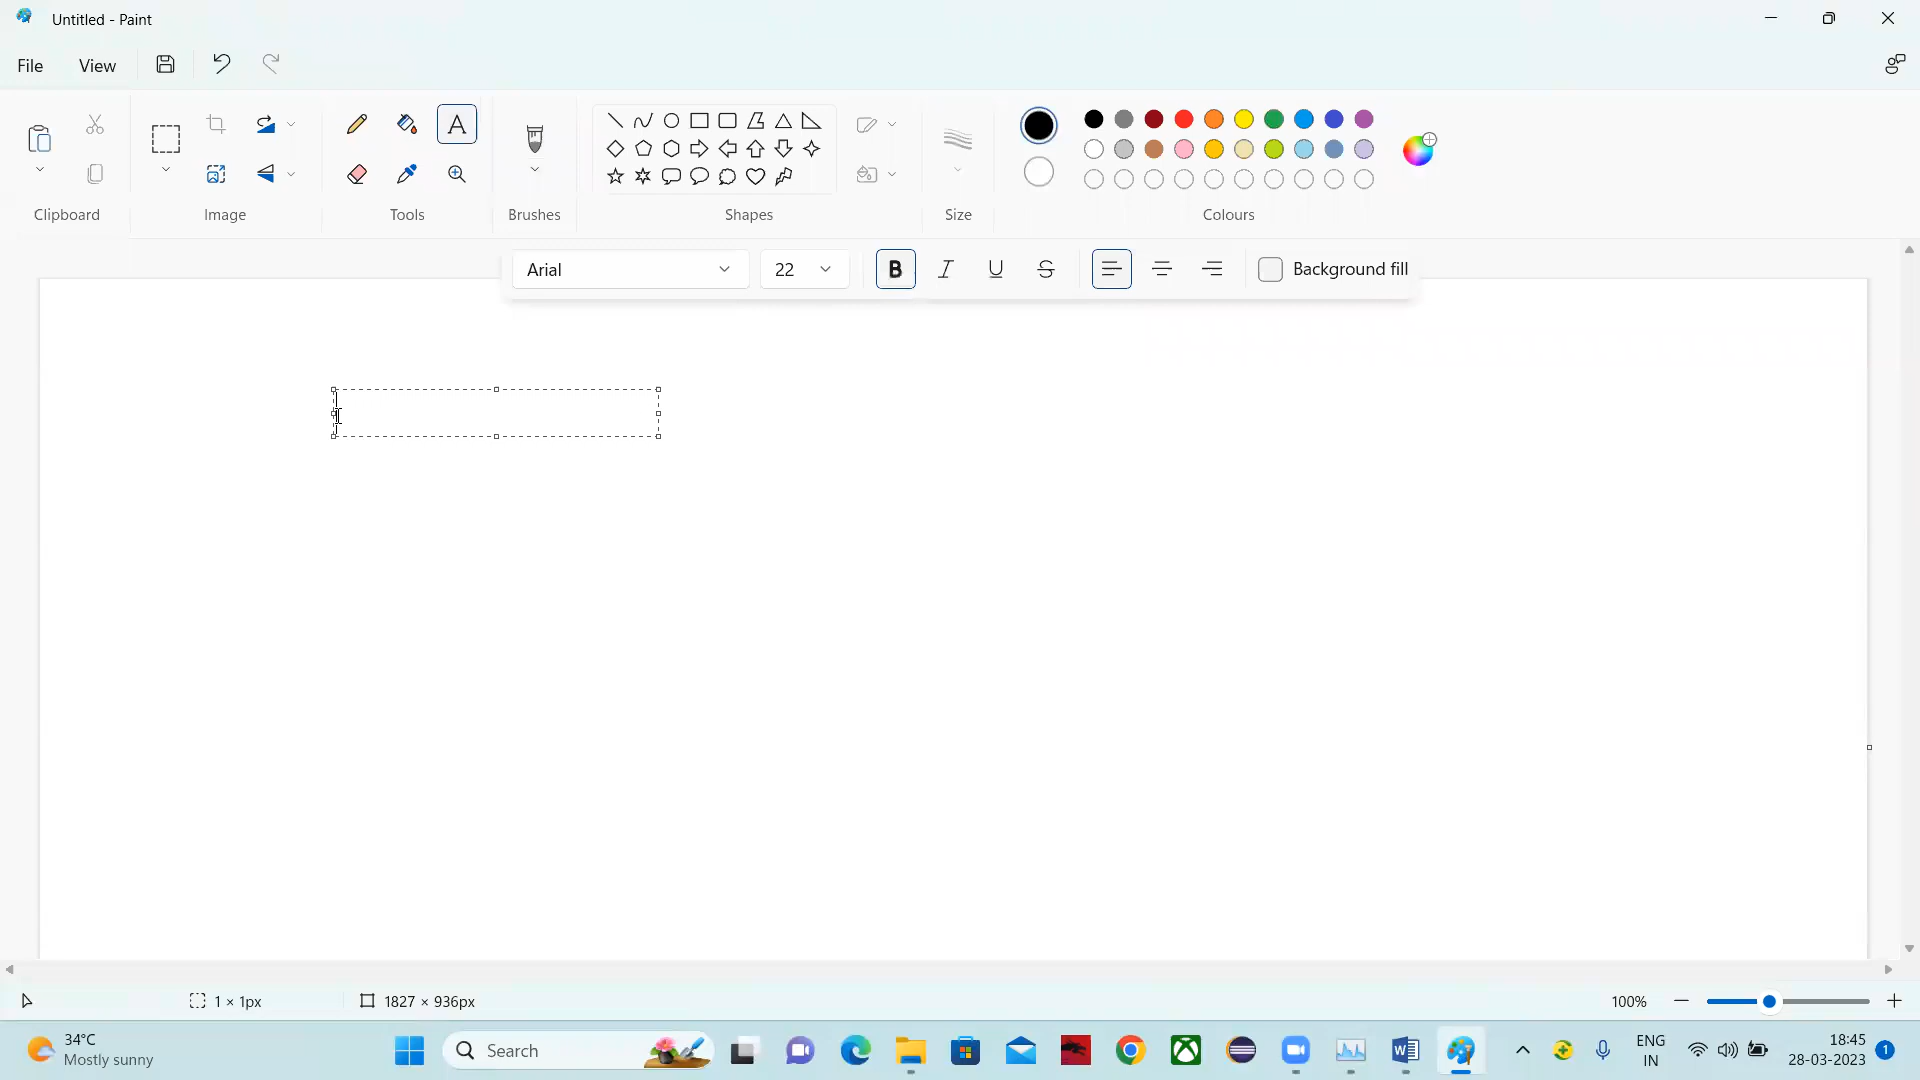 Untitled - Paint
File
View
Clipboard
Image
Tools
Brushes
Shapes
Size
Colours
Arial
22
B
I
U
S
Background fill
1 × 1px
1827 × 936px
100%
34°C
Mostly sunny
Search
ENG
IN
18:45
28-03-2023
1